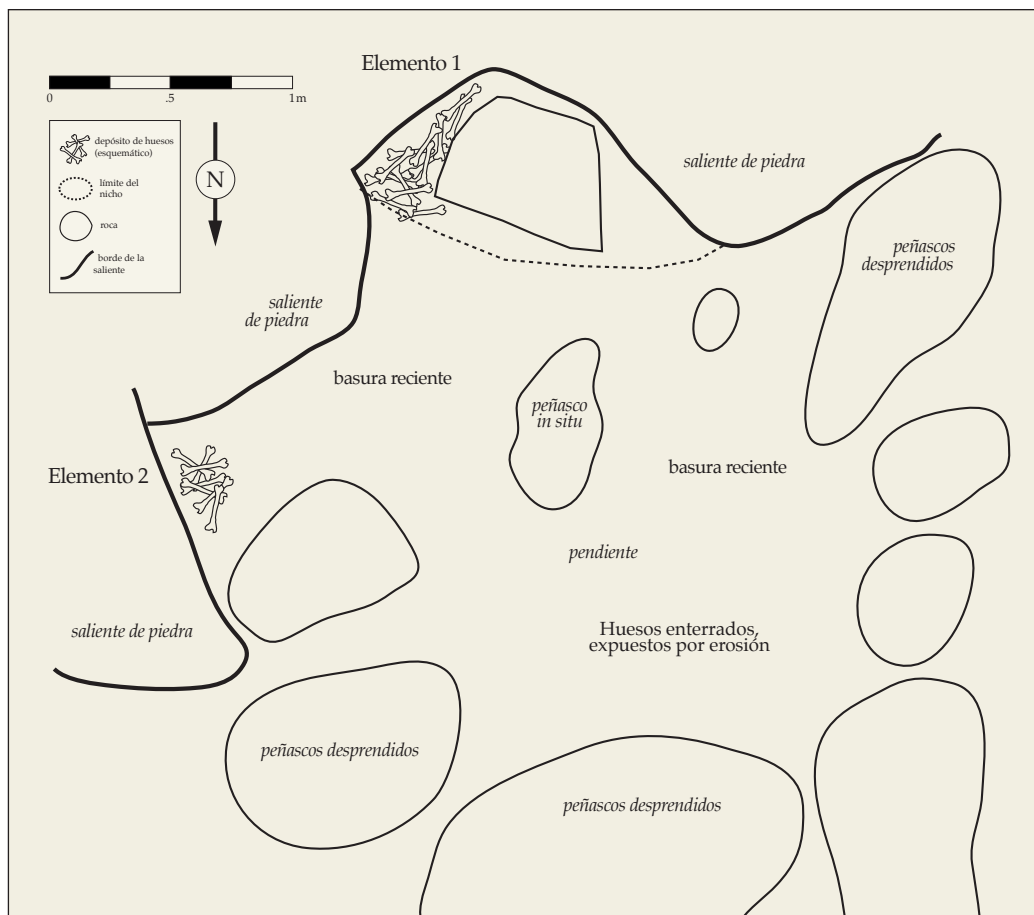 Elemento 1
0
.5
1m
depósito de huesos
(esquemático)
límite del
nicho
roca
borde de la
saliente
N
saliente de piedra
peñascos
desprendidos
saliente
de piedra
basura reciente
peñasco
in situ
basura reciente
Elemento 2
pendiente
saliente de piedra
Huesos enterrados,
expuestos por erosión
peñascos desprendidos
peñascos desprendidos